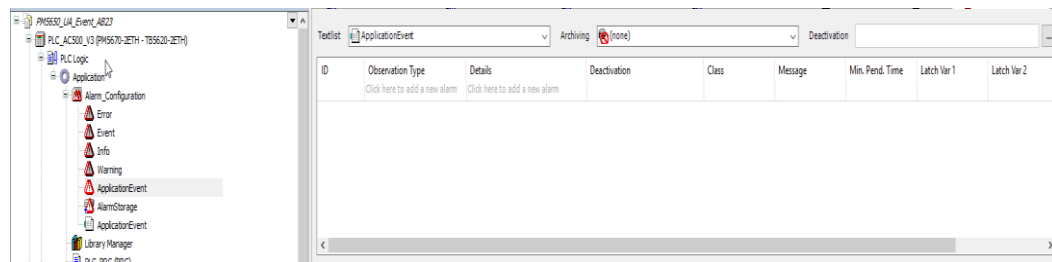 PM5650_UA_Event_AB23
PLC_AC500_V3 (PM5670-2ETH - TB5620-2ETH)
PLC Logic
Application
Alarm_Configuration
Error
Event
Info
Warning
ApplicationEvent
AlarmStorage
ApplicationEvent
Library Manager
Textlist ApplicationEvent Archiving (none) Deactivation ...
ID Observation Type Details Deactivation Class Message Min. Pend. Time Latch Var 1 Latch Var 2
Click here to add a new alarm Click here to add a new alarm